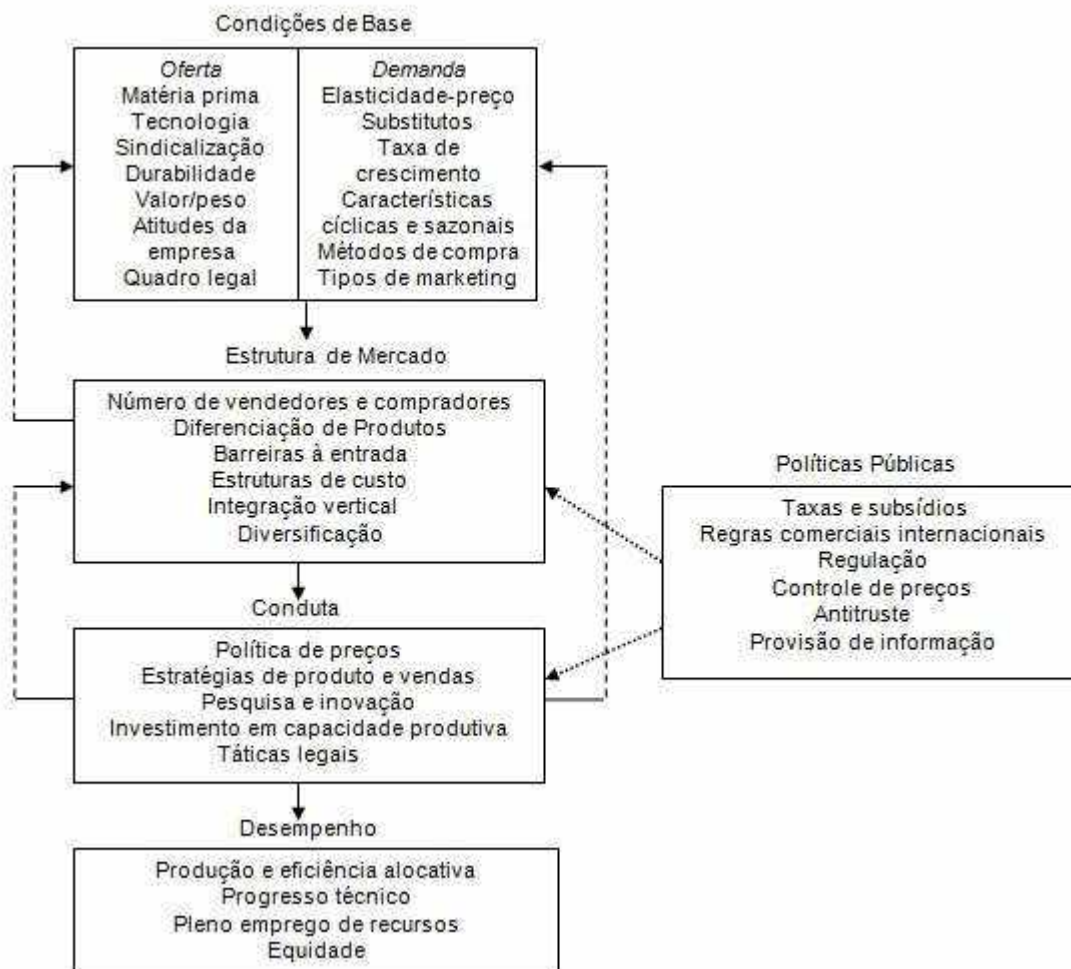 Condições de Base
Oferta
Matéria prima
Tecnologia
Sindicalização
Durabilidade
Valor/peso
Atitudes da
empresa
Quadro legal
Demanda
Elasticidade-preço
Substitutos
Taxa de
crescimento
Características
cíclicas e sazonais
Métodos de compra
Tipos de marketing
Estrutura de Mercado
Número de vendedores e compradores
Diferenciação de Produtos
Barreiras à entrada
Estruturas de custo
Integração vertical
Diversificação
Políticas Públicas
Taxas e subsídios
Regras comerciais internacionais
Regulação
Controle de preços
Antitruste
Provisão de informação
Conduta
Política de preços
Estratégias de produto e vendas
Pesquisa e inovação
Investimento em capacidade produtiva
Táticas legais
Desempenho
Produção e eficiência alocativa
Progresso técnico
Pleno emprego de recursos
Equidade